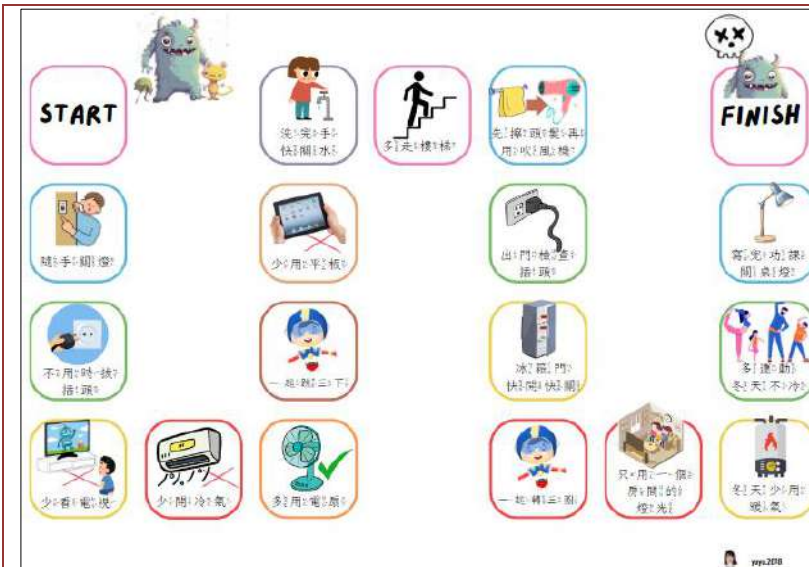 START
洗完手
快關水
多走樓梯
先擦頭髮再
用吹風機
FINISH
隨手關燈
少用平板
出門檢查
插頭
寫完功課
關桌燈
不用時拔
插頭
一起跳三下
冰箱門
快開快關
多運動
冬天不冷
少看電視
少開冷氣
多用電扇
一起轉三圈
只用一個
房間的
燈光
冬天少用
暖氣
yaya.2018